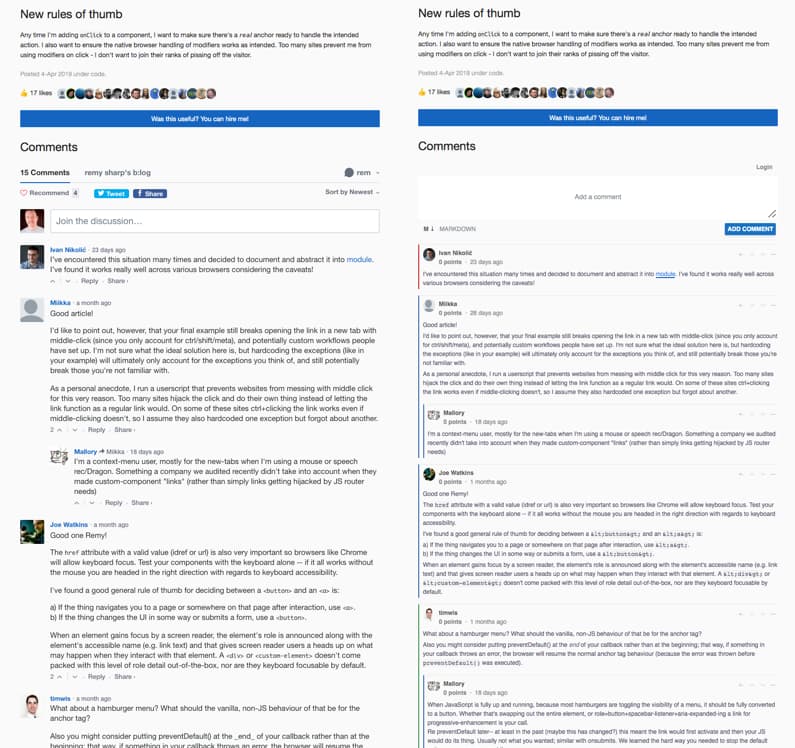 New rules of thumb
Any time I'm adding onClick to a component, I want to make sure there's a real anchor ready to handle the intended
action. I also want to ensure the native browser handling of modifiers works as intended. Too many sites prevent me from
using modifiers on click - I don't want to join their ranks of pissing off the visitor.
Posted 4-Apr 2019 under code.
👍 17 likes
Was this useful? You can hire me!
Comments
15 Comments remy sharp's b:log rem
Recommend 4 Tweet Share Sort by Newest
Join the discussion…
Ivan Nikolić · 23 days ago
I've encountered this situation many times and decided to document and abstract it into module.
I've found it works really well across various browsers considering the caveats!
Reply · Share ›
Miikka · a month ago
Good article!
I'd like to point out, however, that your final example still breaks opening the link in a new tab with
middle-click (since you only account for ctrl/shift/meta), and potentially custom workflows people
have set up. I'm not sure what the ideal solution here is, but hardcoding the exceptions (like in
your example) will ultimately only account for the exceptions you think of, and still potentially
break those you're not familiar with.
As a personal anecdote, I run a userscript that prevents websites from messing with middle click
for this very reason. Too many sites hijack the click and do their own thing instead of letting the
link function as a regular link would. On some of these sites ctrl+clicking the link works even if
middle-clicking doesn't, so I assume they also hardcoded one exception but forgot about another.
2 Reply · Share ›
Mallory → Miikka · 18 days ago
I'm a context-menu user, mostly for the new-tabs when I'm using a mouse or speech
rec/Dragon. Something a company we audited recently didn't take into account when they
made custom-component "links" (rather than simply links getting hijacked by JS router
needs)
Reply · Share ›
Joe Watkins · a month ago
Good one Remy!
The href attribute with a valid value (idref or url) is also very important so browsers like Chrome
will allow keyboard focus. Test your components with the keyboard alone -- if it all works without
the mouse you are headed in the right direction with regards to keyboard accessibility.
I've found a good general rule of thumb for deciding between a <button> and an <a> is:
a) If the thing navigates you to a page or somewhere on that page after interaction, use <a>.
b) If the thing changes the UI in some way or submits a form, use a <button>.
When an element gains focus by a screen reader, the element's role is announced along with the
element's accessible name (e.g. link text) and that gives screen reader users a heads up on what
may happen when they interact with that element. A <div> or <custom-element> doesn't come
packed with this level of role detail out-of-the-box, nor are they keyboard focusable by default.
2 Reply · Share ›
timwis · a month ago
What about a hamburger menu? What should the vanilla, non-JS behaviour of that be for the
anchor tag?
Also you might consider putting preventDefault() at the _end_ of your callback rather than at the
beginning; that way, if something in your callback throws an error, the browser will resume the
New rules of thumb
Any time I'm adding onClick to a component, I want to make sure there's a real anchor ready to handle the intended
action. I also want to ensure the native browser handling of modifiers works as intended. Too many sites prevent me from
using modifiers on click - I don't want to join their ranks of pissing off the visitor.
Posted 4-Apr 2019 under code.
👍 17 likes
Was this useful? You can hire me!
Comments
Login
Add a comment
M↓ MARKDOWN ADD COMMENT
Ivan Nikolić
0 points · 23 days ago
I've encountered this situation many times and decided to document and abstract it into module. I've found it works really well across
various browsers considering the caveats!
Miikka
0 points · 28 days ago
Good article!
I'd like to point out, however, that your final example still breaks opening the link in a new tab with middle-click (since you only account
for ctrl/shift/meta), and potentially custom workflows people have set up. I'm not sure what the ideal solution here is, but hardcoding the
exceptions (like in your example) will ultimately only account for the exceptions you think of, and still potentially break those you're
not familiar with.
As a personal anecdote, I run a userscript that prevents websites from messing with middle click for this very reason. Too many sites
hijack the click and do their own thing instead of letting the link function as a regular link would. On some of these sites ctrl+clicking
the link works even if middle-clicking doesn't, so I assume they also hardcoded one exception but forgot about another.
Mallory
0 points · 18 days ago
I'm a context-menu user, mostly for the new-tabs when I'm using a mouse or speech rec/Dragon. Something a company we audited
recently didn't take into account when they made custom-component "links" (rather than simply links getting hijacked by JS router
needs)
Joe Watkins
0 points · 1 months ago
Good one Remy!
The href attribute with a valid value (idref or url) is also very important so browsers like Chrome will allow keyboard focus. Test your
components with the keyboard alone -- if it all works without the mouse you are headed in the right direction with regards to keyboard
accessibility.
I've found a good general rule of thumb for deciding between a &lt;button&gt; and an &lt;a&gt; is:
a) If the thing navigates you to a page or somewhere on that page after interaction, use &lt;a&gt;.
b) If the thing changes the UI in some way or submits a form, use a &lt;button&gt;.
When an element gains focus by a screen reader, the element's role is announced along with the element's accessible name (e.g. link
text) and that gives screen reader users a heads up on what may happen when they interact with that element. A &lt;div&gt; or
&lt;custom-element&gt; doesn't come packed with this level of role detail out-of-the-box, nor are they keyboard focusable by
default.
timwis
0 points · 1 months ago
What about a hamburger menu? What should the vanilla, non-JS behaviour of that be for the anchor tag?
Also you might consider putting preventDefault() at the end of your callback rather than at the beginning; that way, if something in
your callback throws an error, the browser will resume the normal anchor tag behaviour (because the error was thrown before
preventDefault() was executed).
Mallory
0 points · 18 days ago
When JavaScript is fully up and running, because most hamburgers are toggling the visibility of a menu, it should be fully converted
to a button. Whether that's swapping out the entire element, or role=button+spacebar-listener+aria-expanded-ing a link for
progressive-enhancement is your call.
Re preventDefault later-- at least in the past (maybe this has changed?) this meant the link would first activate and then your JS
would do its thing. Usually not what you wanted; similar with onsubmits. We learned the hard way you needed to set the default